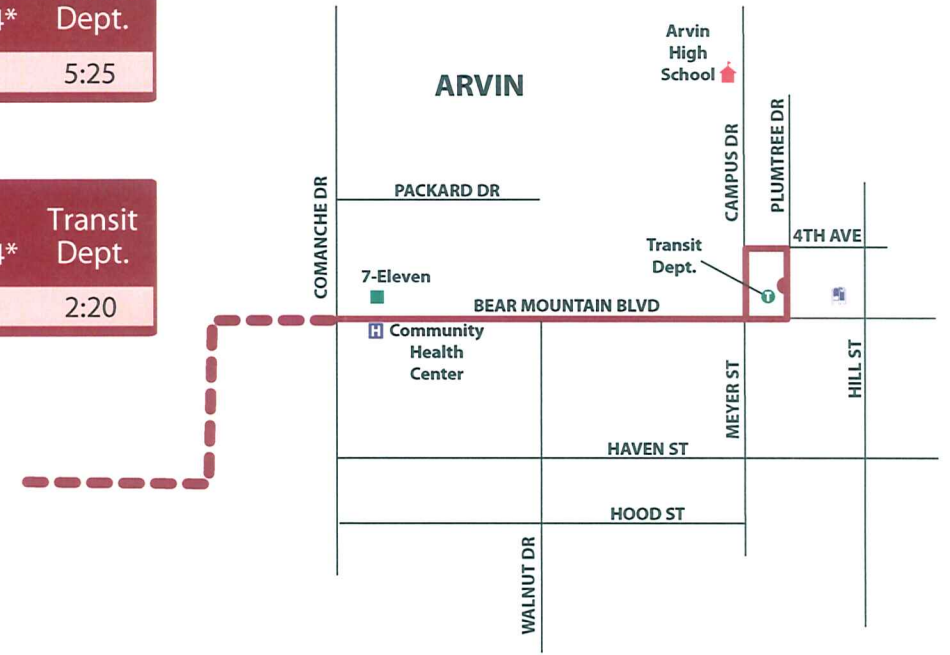 4* Dept.
5:25
Transit
4* Dept.
2:20
ARVIN
Arvin
High
School
COMANCHE DR
PACKARD DR
CAMPUS DR
PLUMTREE DR
4TH AVE
Transit
Dept.
T
7-Eleven
BEAR MOUNTAIN BLVD
H Community
Health
Center
MEYER ST
HILL ST
HAVEN ST
HOOD ST
WALNUT DR